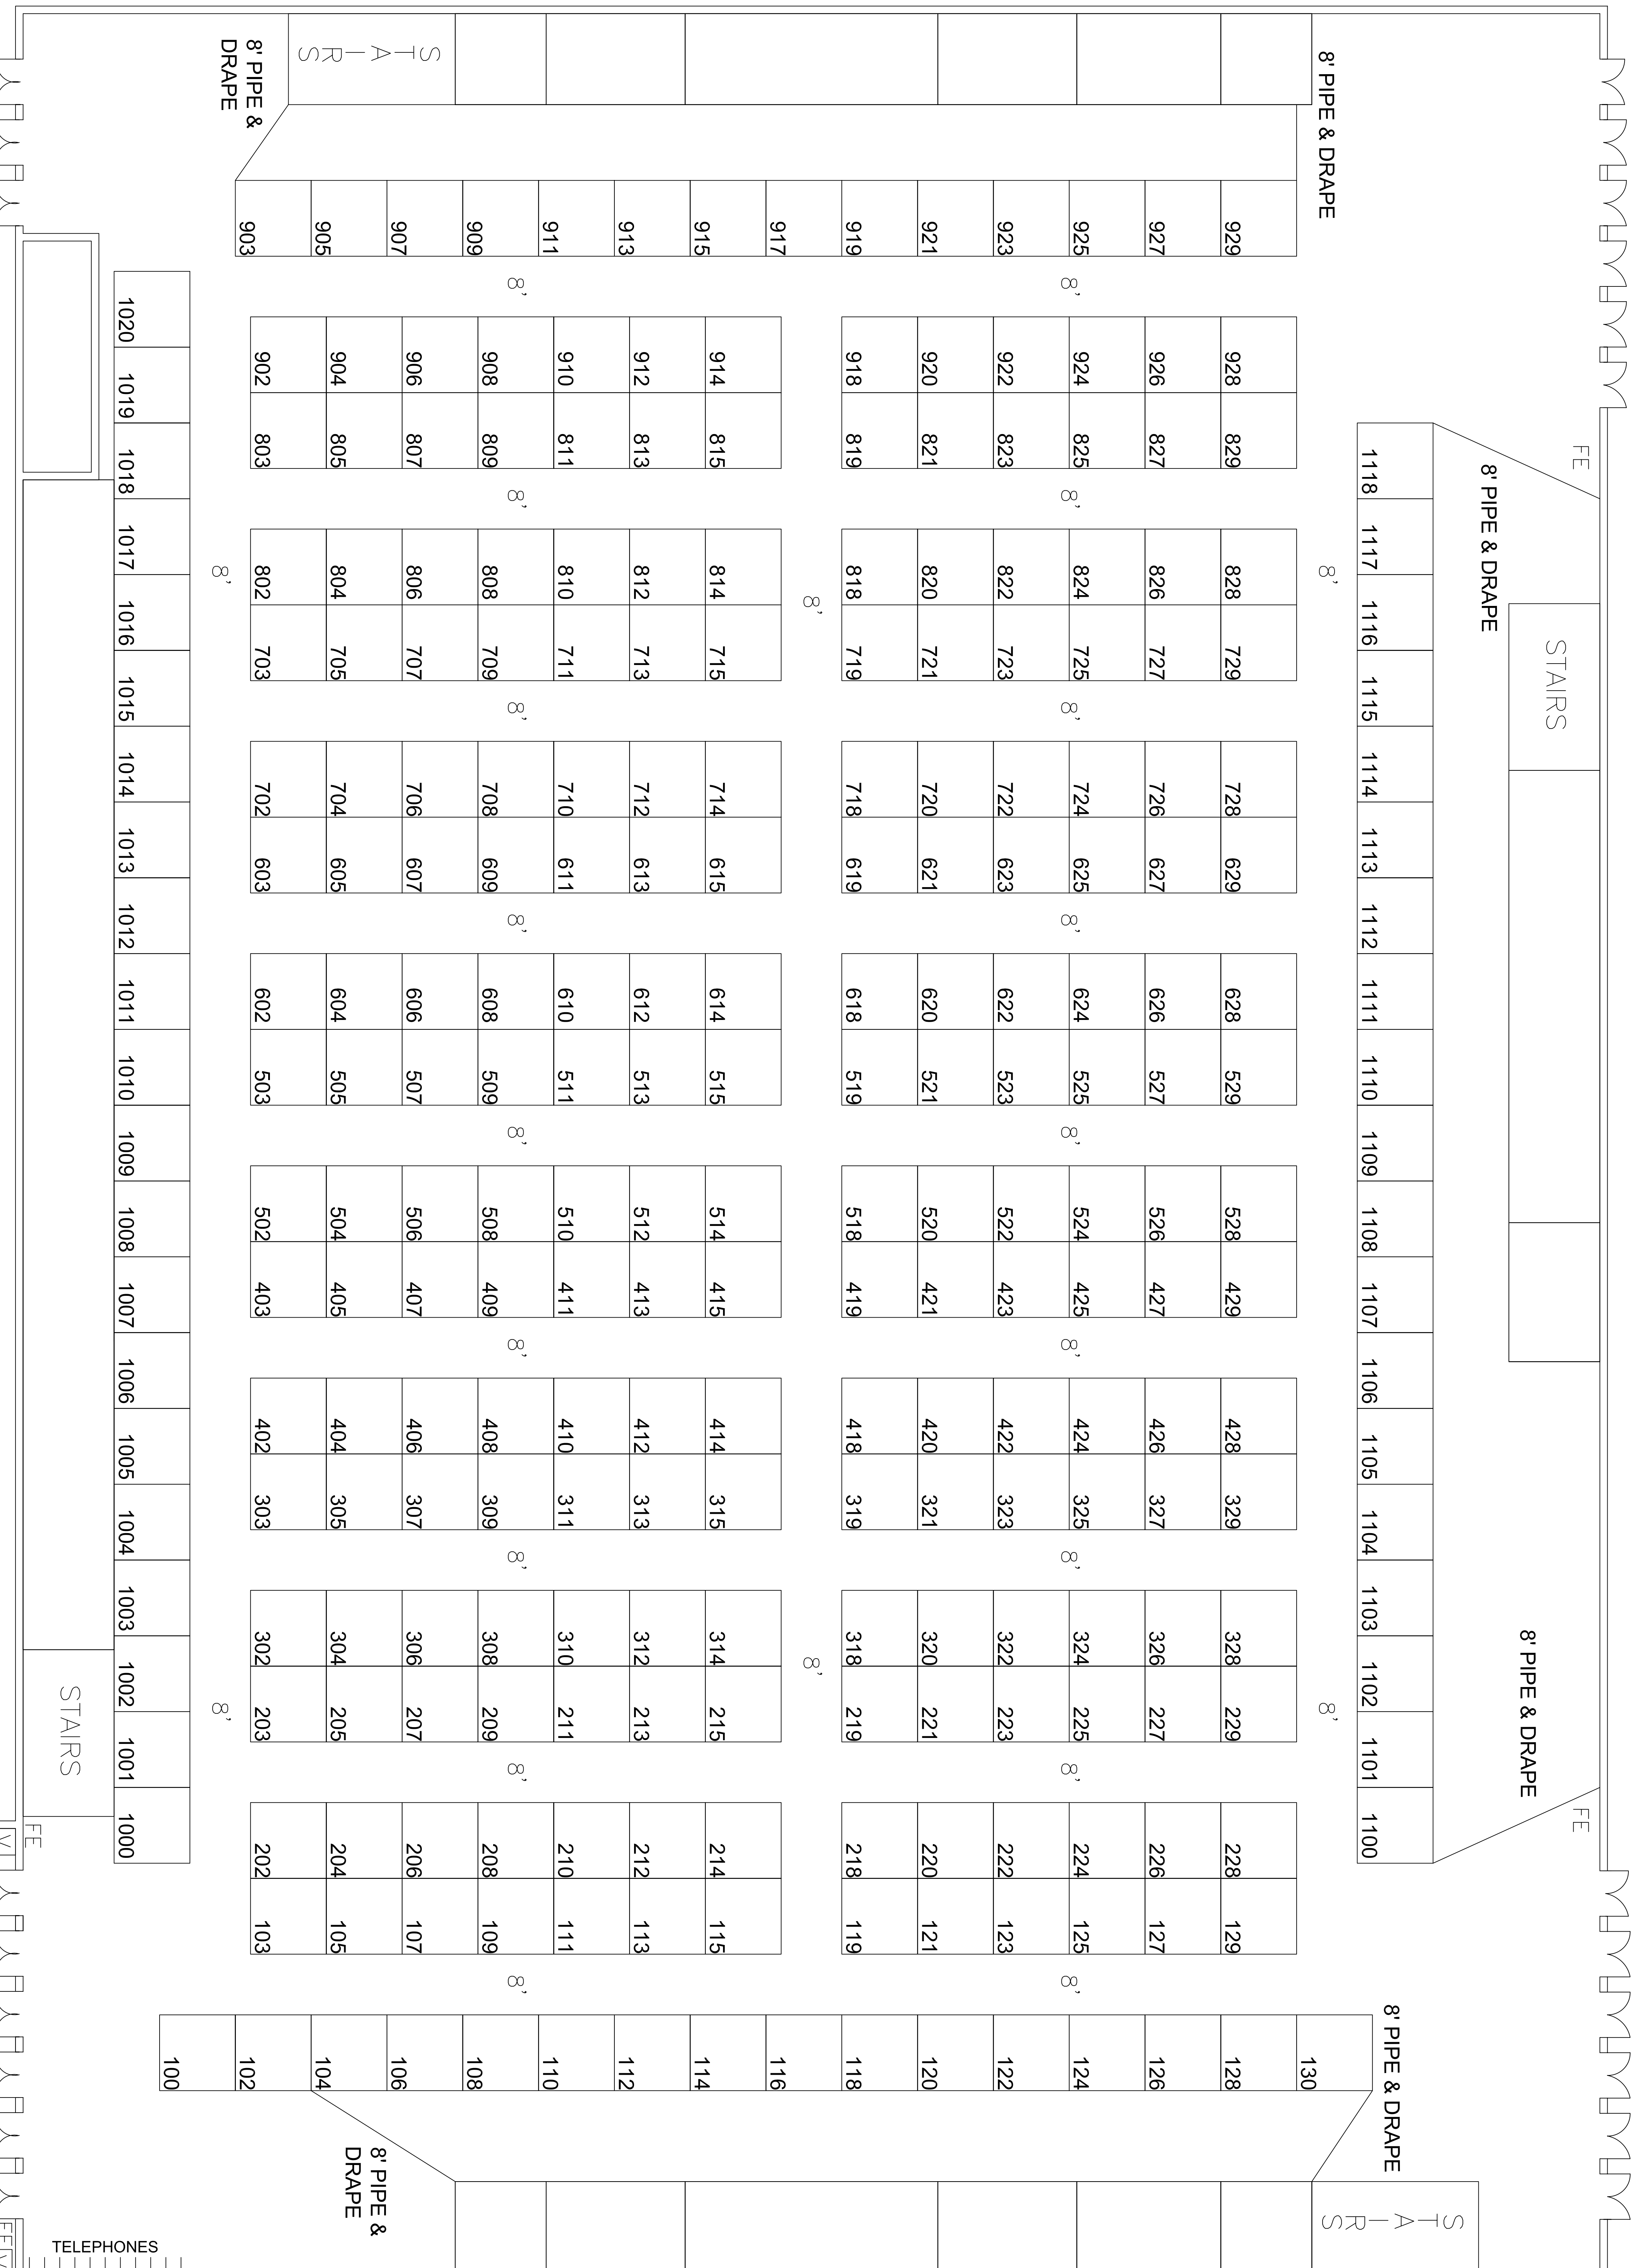 FE
FE
STAIRS
8' PIPE & DRAPE
8' PIPE & DRAPE
STAIRS
8' PIPE & DRAPE
1118 1117 1116 1115 1114 1113 1112 1111 1110 1109 1108 1107 1106 1105 1104 1103 1102 1101 1100
8' PIPE & DRAPE
8' 8'
130
929 928 829 828 729 728 629 628 529 528 429 428 329 328 229 228 129 128
927 926 827 826 727 726 627 626 527 526 427 426 327 326 227 226 127 126
925 924 825 824 725 724 625 624 525 524 425 424 325 324 225 224 125 124
8' 8' 8' 8' 8' 8' 8' 8' 8'
923 922 823 822 723 722 623 622 523 522 423 422 323 322 223 222 123 122
921 920 821 820 721 720 621 620 521 520 421 420 321 320 221 220 121 120
919 918 819 818 719 718 619 618 519 518 419 418 319 318 219 218 119 118
8' 8'
917 116
915 914 815 814 715 714 615 614 515 514 415 414 315 314 215 214 115 114
913 912 813 812 713 712 613 612 513 512 413 412 313 312 213 212 113 112
911 910 811 810 711 710 611 610 511 510 411 410 311 310 211 210 111 110
8' 8' 8' 8' 8' 8' 8' 8' 8'
909 908 809 808 709 708 609 608 509 508 409 408 309 308 209 208 109 108
STAIRS
907 906 807 806 707 706 607 606 507 506 407 406 307 306 207 206 107 106
8' PIPE &
DRAPE
905 904 805 804 705 704 605 604 505 504 405 404 305 304 205 204 105 104
903 902 803 802 703 702 603 602 503 502 403 402 303 302 203 202 103 102
8' PIPE &
DRAPE
8' 8'
100
1020 1019 1018 1017 1016 1015 1014 1013 1012 1011 1010 1009 1008 1007 1006 1005 1004 1003 1002 1001 1000
STAIRS
FE
TELEPHONES